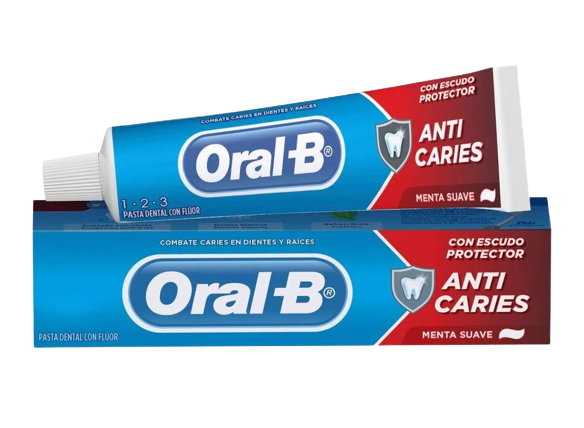 COMBATE CARIES EN DIENTES Y RAÍCES
CON ESCUDO
PROTECTOR
Oral-B®
ANTI
CARIES
1·2·3
PASTA DENTAL CON FLÚOR
MENTA SUAVE
COMBATE CARIES EN DIENTES Y RAÍCES
CON ESCUDO
PROTECTOR
Oral-B®
ANTI
CARIES
PASTA DENTAL CON FLÚOR
MENTA SUAVE